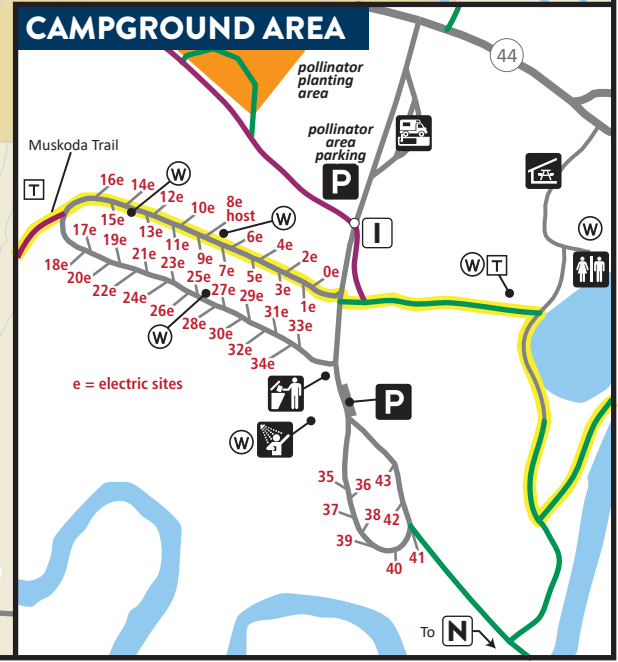 CAMPGROUND AREA
44
pollinator
planting
area
pollinator
area
parking
P
I
Muskoda Trail
T
W
16e
14e
12e
10e
8e
host
W
6e
4e
2e
0e
15e
13e
11e
9e
7e
5e
3e
1e
17e
19e
21e
23e
25e
27e
29e
31e
33e
18e
20e
22e
24e
26e
28e
30e
32e
34e
W
W T
W
e = electric sites
P
W
35
36
43
37
38
42
39
40
41
To N